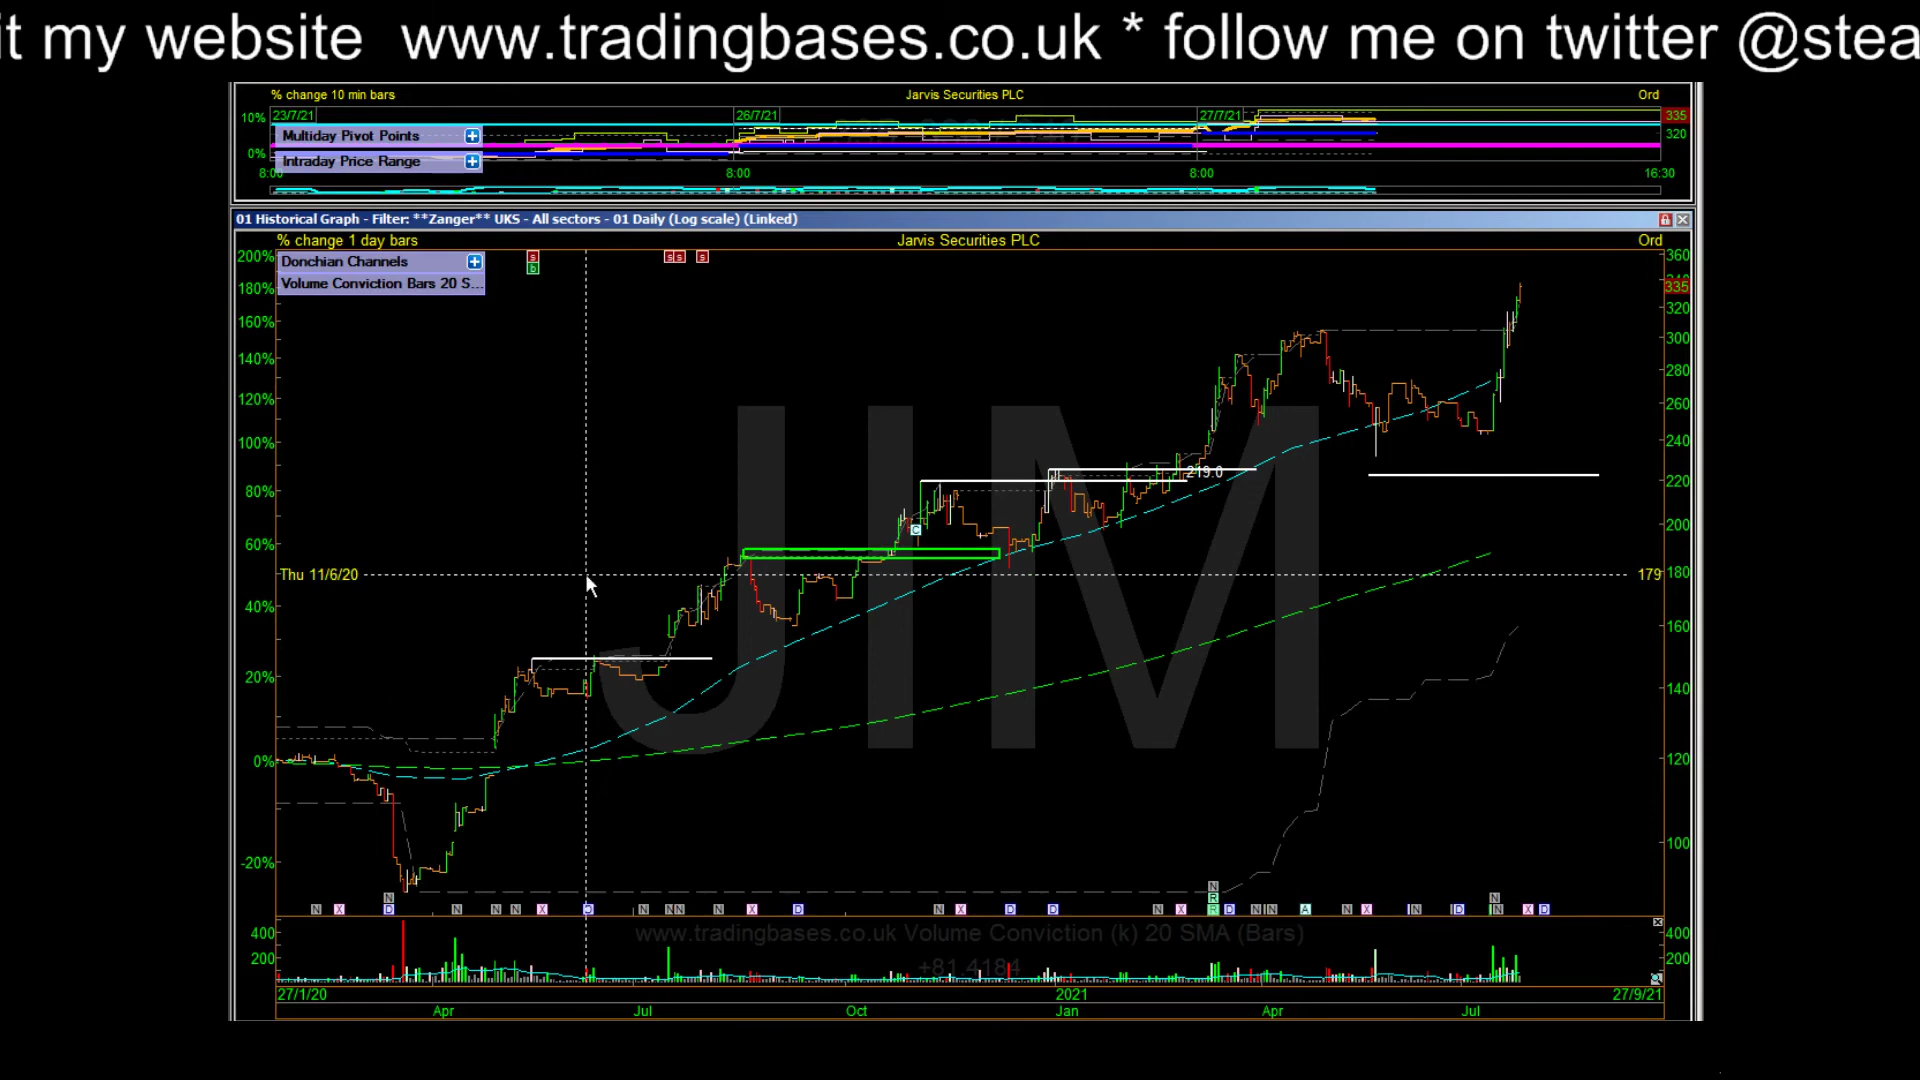 it my website  www.tradingbases.co.uk * follow me on twitter @stea
% change 10 min bars Jarvis Securities PLC Ord
10% 23/7/21 26/7/21 27/7/21 335
Multiday Pivot Points 320
0% Intraday Price Range
8:00 8:00 8:00 16:30
01 Historical Graph - Filter: **Zanger** UKS - All sectors - 01 Daily (Log scale) (Linked)
% change 1 day bars Jarvis Securities PLC Ord
200% Donchian Channels s s s s 360
b
Volume Conviction Bars 20 S...
180% 335
160% 320
300
140%
280
120% 260
100% 240
219.0
80% 220
200
60%
C
Thu 11/6/20 179 180
40%
160
20% 140
0% 120
JIM
100
-20%
N N N
D R
N X N N N X D N N N N X D N X D D N X R D N N A N X N D N X D
400 www.tradingbases.co.uk Volume Conviction (k) 20 SMA (Bars) 400
200 +81.4184 200
27/1/20 2021 27/9/21
Apr Jul Oct Jan Apr Jul